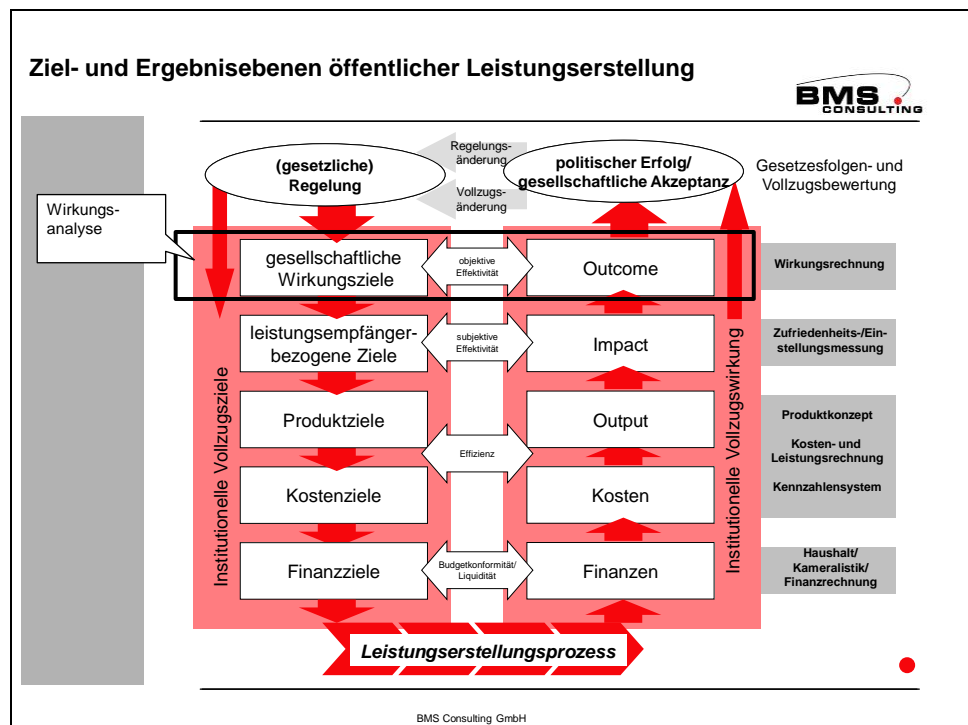 Ziel- und Ergebnisebenen öffentlicher Leistungserstellung
BMS
CONSULTING
(gesetzliche)
Regelung
Regelungs-
änderung
Vollzugs-
änderung
politischer Erfolg/
gesellschaftliche Akzeptanz
Gesetzesfolgen- und
Vollzugsbewertung
Wirkungs-
analyse
gesellschaftliche
Wirkungsziele
objektive
Effektivität
Outcome
Wirkungsrechnung
leistungsempfänger-
bezogene Ziele
subjektive
Effektivität
Impact
Zufriedenheits-/Ein-
stellungsmessung
Produktziele
Output
Produktkonzept
Kosten- und
Leistungsrechnung
Kennzahlensystem
Effizienz
Kostenziele
Kosten
Finanzziele
Budgetkonformität/
Liquidität
Finanzen
Haushalt/
Kameralistik/
Finanzrechnung
Institutionelle Vollzugsziele
Institutionelle Vollzugswirkung
Leistungserstellungsprozess
BMS Consulting GmbH